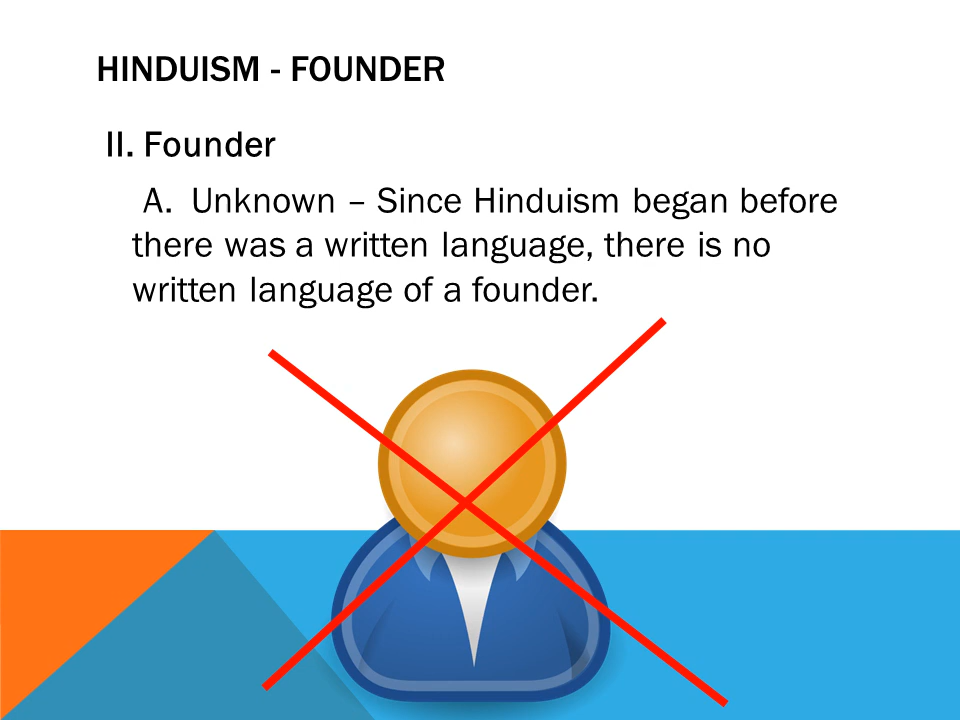 HINDUISM - FOUNDER
II. Founder
A. Unknown – Since Hinduism began before
there was a written language, there is no
written language of a founder.